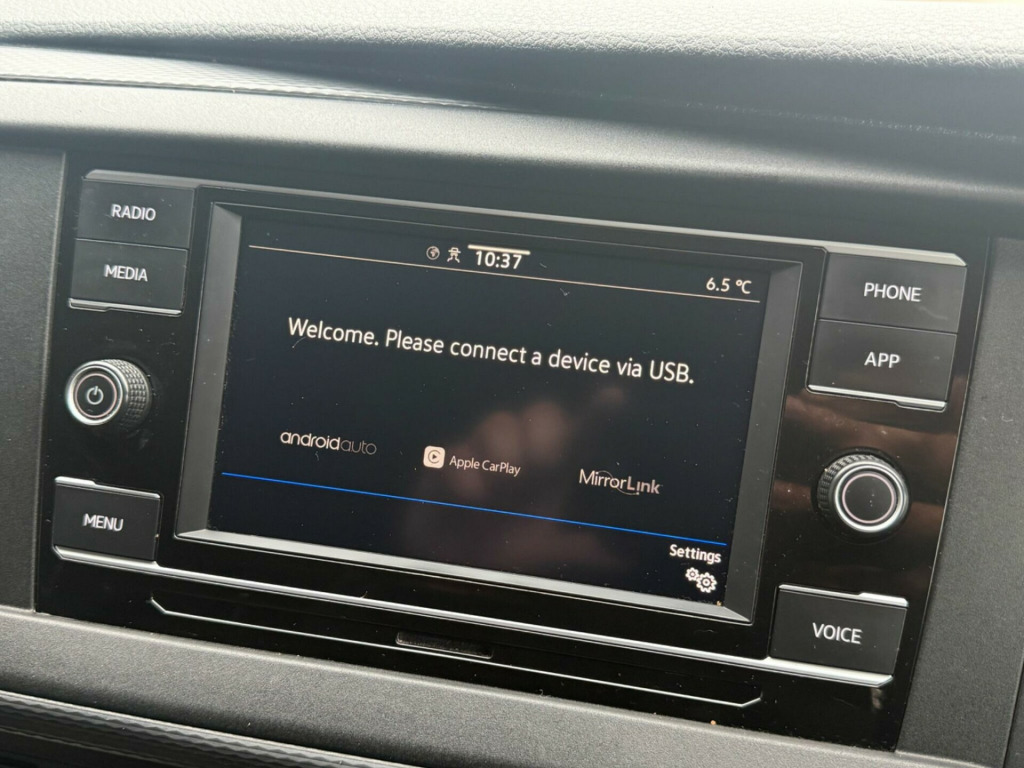 RADIO
MEDIA
MENU
10:37
6.5 °C
Welcome. Please connect a device via USB.
androidauto
Apple CarPlay
MirrorLink
Settings
PHONE
APP
VOICE